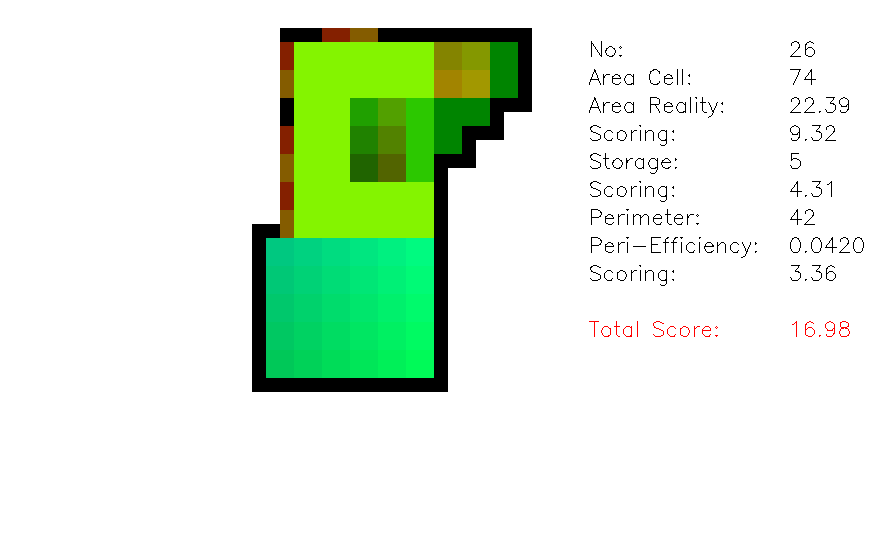 No: 26
Area Cell: 74
Area Reality: 22.39
Scoring: 9.32
Storage: 5
Scoring: 4.31
Perimeter: 42
Peri-Efficiency: 0.0420
Scoring: 3.36
Total Score: 16.98